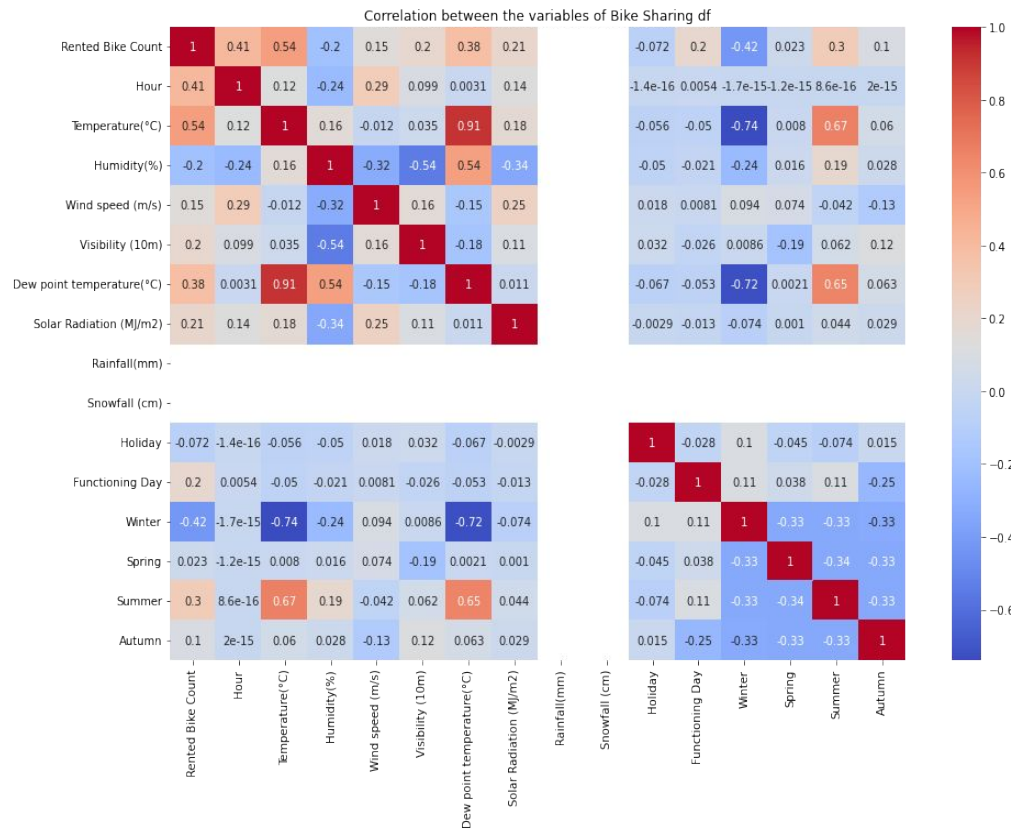 Correlation between the variables of Bike Sharing df
Rented Bike Count 1 0.41 0.54 -0.2 0.15 0.2 0.38 0.21 -0.072 0.2 -0.42 0.023 0.3 0.1
Hour 0.41 1 0.12 -0.24 0.29 0.099 0.0031 0.14 -1.4e-16 0.0054 -1.7e-15 -1.2e-15 8.6e-16 2e-15
Temperature(°C) 0.54 0.12 1 0.16 -0.012 0.035 0.91 0.18 -0.056 -0.05 -0.74 0.008 0.67 0.06
Humidity(%) -0.2 -0.24 0.16 1 -0.32 -0.54 0.54 -0.34 -0.05 -0.021 -0.24 0.016 0.19 0.028
Wind speed (m/s) 0.15 0.29 -0.012 -0.32 1 0.16 -0.15 0.25 0.018 0.0081 0.094 0.074 -0.042 -0.13
Visibility (10m) 0.2 0.099 0.035 -0.54 0.16 1 -0.18 0.11 0.032 -0.026 0.0086 -0.19 0.062 0.12
Dew point temperature(°C) 0.38 0.0031 0.91 0.54 -0.15 -0.18 1 0.011 -0.067 -0.053 -0.72 0.0021 0.65 0.063
Solar Radiation (MJ/m2) 0.21 0.14 0.18 -0.34 0.25 0.11 0.011 1 -0.0029 -0.013 -0.074 0.001 0.044 0.029
Rainfall(mm)
Snowfall (cm)
Holiday -0.072 -1.4e-16 -0.056 -0.05 0.018 0.032 -0.067 -0.0029 1 -0.028 0.1 -0.045 -0.074 0.015
Functioning Day 0.2 0.0054 -0.05 -0.021 0.0081 -0.026 -0.053 -0.013 -0.028 1 0.11 0.038 0.11 -0.25
Winter -0.42 -1.7e-15 -0.74 -0.24 0.094 0.0086 -0.72 -0.074 0.1 0.11 1 -0.33 -0.33 -0.33
Spring 0.023 -1.2e-15 0.008 0.016 0.074 -0.19 0.0021 0.001 -0.045 0.038 -0.33 1 -0.34 -0.33
Summer 0.3 8.6e-16 0.67 0.19 -0.042 0.062 0.65 0.044 -0.074 0.11 -0.33 -0.34 1 -0.33
Autumn 0.1 2e-15 0.06 0.028 -0.13 0.12 0.063 0.029 0.015 -0.25 -0.33 -0.33 -0.33 1
Rented Bike Count
Hour
Temperature(°C)
Humidity(%)
Wind speed (m/s)
Visibility (10m)
Dew point temperature(°C)
Solar Radiation (MJ/m2)
Rainfall(mm)
Snowfall (cm)
Holiday
Functioning Day
Winter
Spring
Summer
Autumn
1.0
0.8
0.6
0.4
0.2
0.0
−0.2
−0.4
−0.6